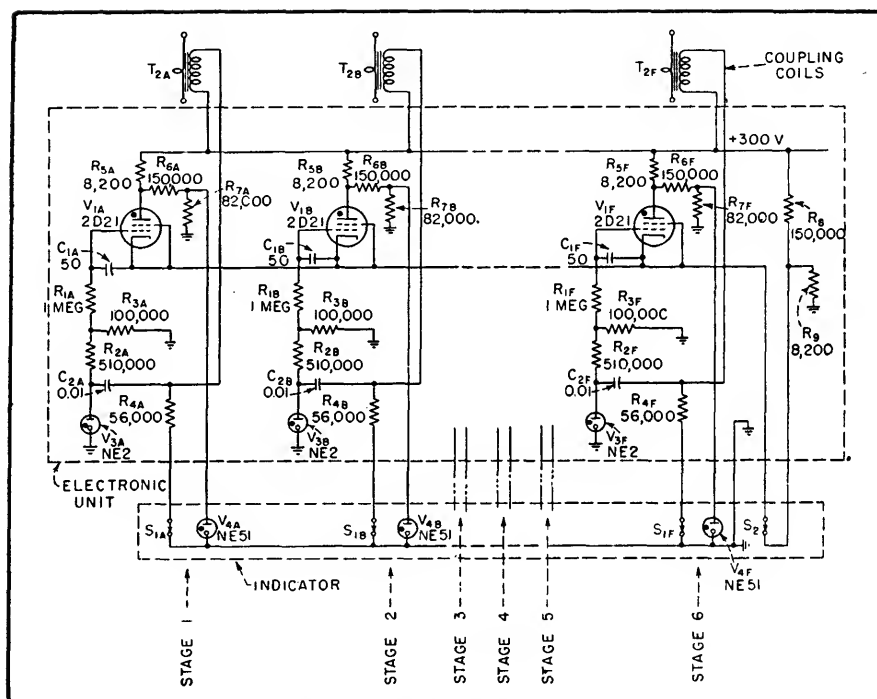 T2A
T2B
T2F
COUPLING
COILS
+300 V
R5A
8,200
R6A
150,000
R7A
82,000
V1A
2D21
C1A
50
R1A
1 MEG
R3A
100,000
R2A
510,000
C2A
0.01
R4A
56,000
V3A
NE2
R5B
8,200
R6B
150,000
R7B
82,000.
V1B
2D21
C1B
50
R1B
1 MEG
R3B
100,000
R2B
510,000
C2B
0.01
R4B
56,000
V3B
NE2
R5F
8,200
R6F
150,000
R7F
82,000
V1F
2D21
C1F
50
R1F
1 MEG
R3F
100,00C
R2F
510,000
C2F
0.01
R4F
56,000
V3F
NE2
R8
150,000
R9
8,200
ELECTRONIC
UNIT
S1A
V4A
NE51
S1B
V4B
NE51
S1F
S2
V4F
NE51
INDICATOR
STAGE 1
STAGE 2
STAGE 3
STAGE 4
STAGE 5
STAGE 6